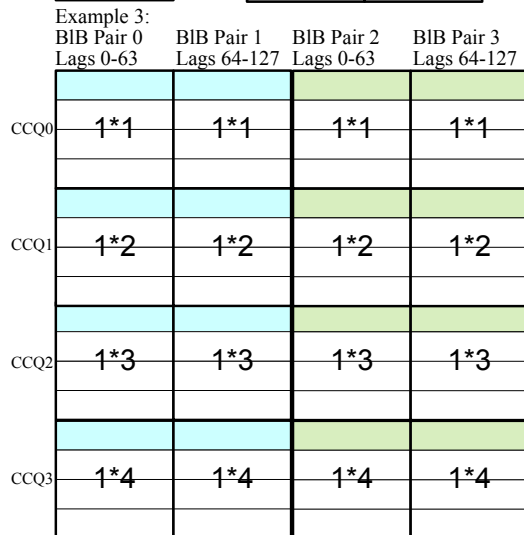 Example 3:
BlB Pair 0 BlB Pair 1 BlB Pair 2 BlB Pair 3
Lags 0-63 Lags 64-127 Lags 0-63 Lags 64-127
CCQ0 1*1 1*1 1*1 1*1
CCQ1 1*2 1*2 1*2 1*2
CCQ2 1*3 1*3 1*3 1*3
CCQ3 1*4 1*4 1*4 1*4